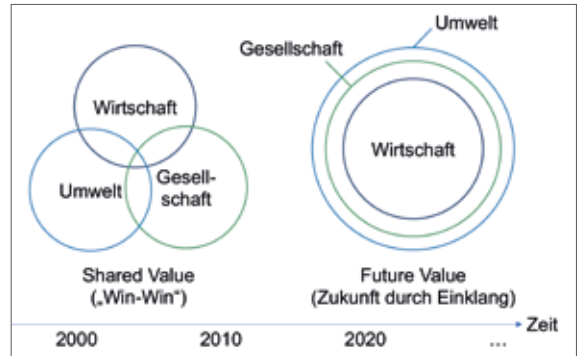 Wirtschaft
Umwelt
Gesell-
schaft
Shared Value
(„Win-Win“)
Umwelt
Gesellschaft
Wirtschaft
Future Value
(Zukunft durch Einklang)
Zeit
2000 2010 2020 ...